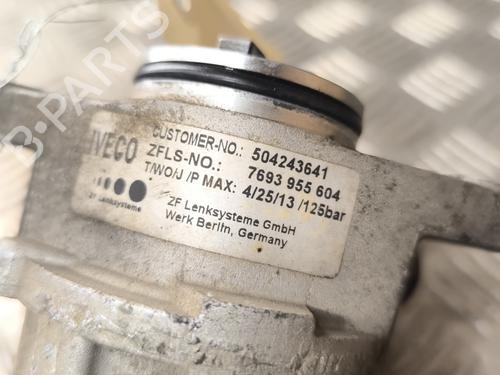 IVECO
CUSTOMER-NO.: 504243641
ZFLS-NO.: 7693 955 604
T/WO/J /P MAX: 4/25/13 /125bar
ZF Lenksysteme
ZF Lenksysteme GmbH
Werk Berlin, Germany
B-PARTS